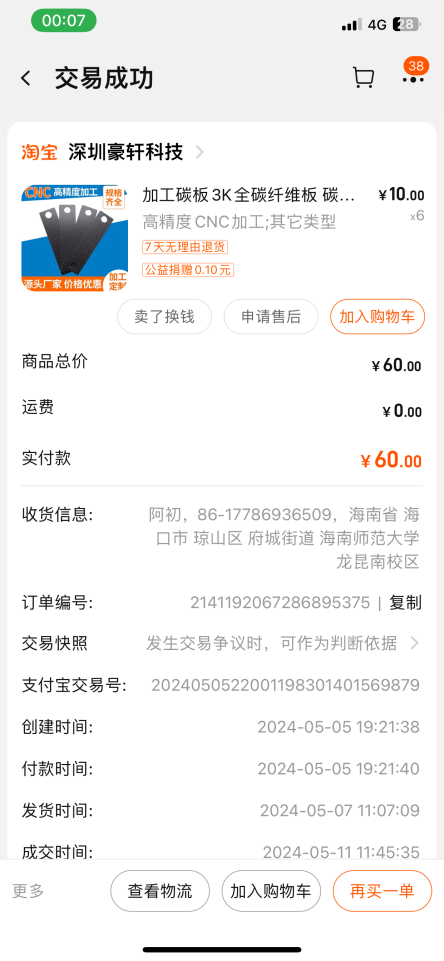 00:07
4G 28
交易成功
38
淘宝 深圳豪轩科技
CNC 高精度加工 规格齐全
源头厂家 价格优惠 加工定制
加工碳板3K全碳纤维板 碳… ¥10.00
高精度CNC加工;其它类型 x6
7天无理由退货
公益捐赠0.10元
卖了换钱 申请售后 加入购物车
商品总价 ¥60.00
运费 ¥0.00
实付款 ¥60.00
收货信息: 阿初，86-17786936509，海南省 海
口市 琼山区 府城街道 海南师范大学
龙昆南校区
订单编号: 2141192067286895375 | 复制
交易快照 发生交易争议时，可作为判断依据
支付宝交易号: 2024050522001198301401569879
创建时间: 2024-05-05 19:21:38
付款时间: 2024-05-05 19:21:40
发货时间: 2024-05-07 11:07:09
成交时间: 2024-05-11 11:45:35
更多 查看物流 加入购物车 再买一单